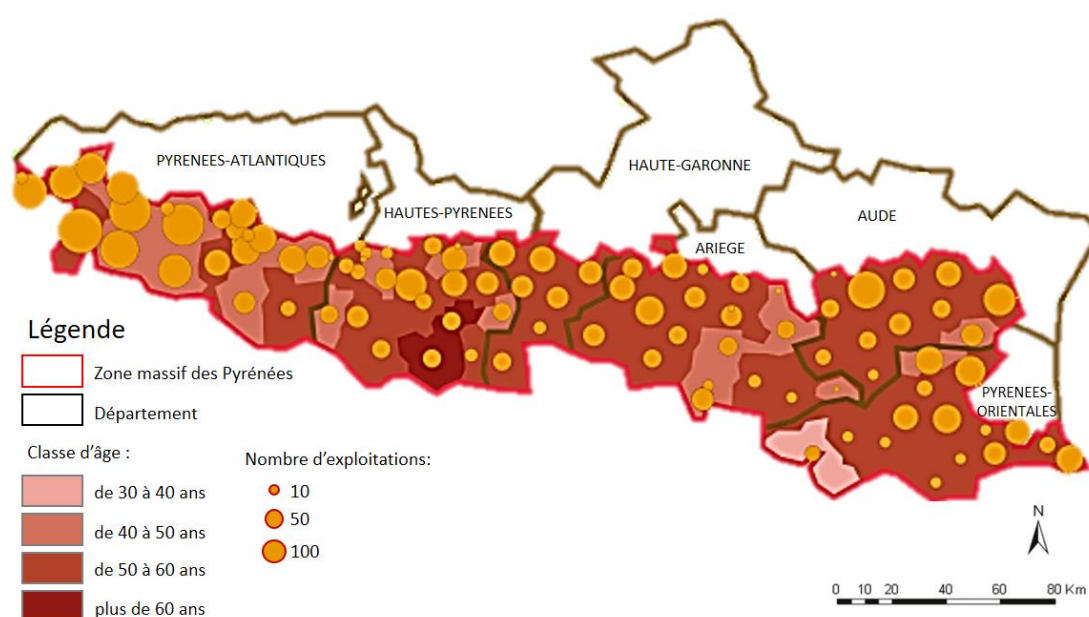 PYRENEES-ATLANTIQUES
HAUTES-PYRENEES
HAUTE-GARONNE
ARIEGE
AUDE
PYRENEES-
ORIENTALES
Légende
Zone massif des Pyrénées
Département
Classe d'âge :
de 30 à 40 ans
de 40 à 50 ans
de 50 à 60 ans
plus de 60 ans
Nombre d'exploitations:
10
50
100
N
0 10 20 40 60 80 Km